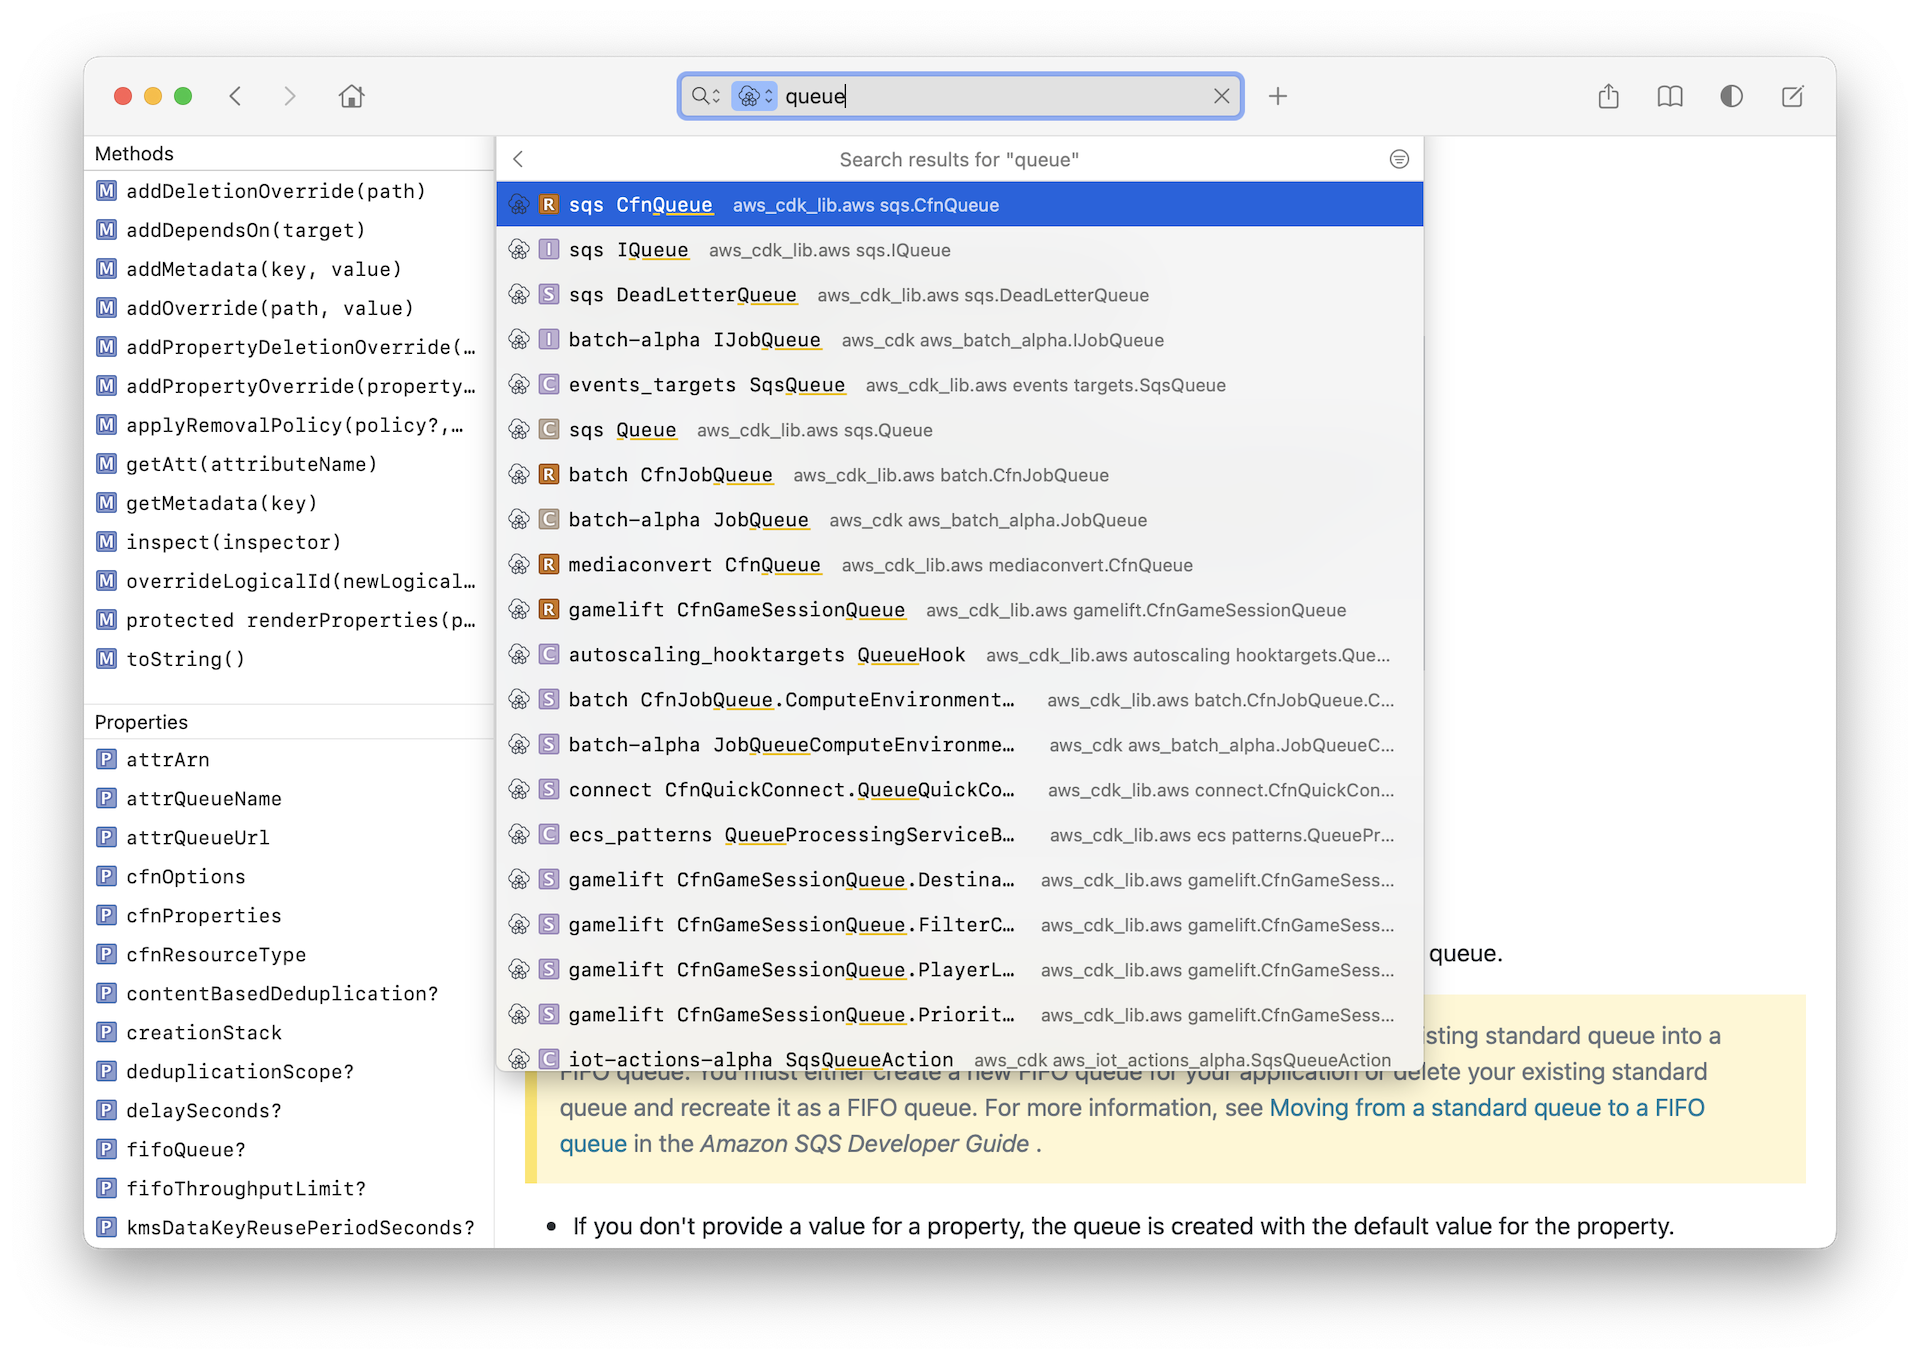 queue
Methods
M addDeletionOverride(path)
M addDependsOn(target)
M addMetadata(key, value)
M addOverride(path, value)
M addPropertyDeletionOverride(…
M addPropertyOverride(property…
M applyRemovalPolicy(policy?,…
M getAtt(attributeName)
M getMetadata(key)
M inspect(inspector)
M overrideLogicalId(newLogical…
M protected renderProperties(p…
M toString()
Properties
P attrArn
P attrQueueName
P attrQueueUrl
P cfnOptions
P cfnProperties
P cfnResourceType
P contentBasedDeduplication?
P creationStack
P deduplicationScope?
P delaySeconds?
P fifoQueue?
P fifoThroughputLimit?
P kmsDataKeyReusePeriodSeconds?
Search results for "queue"
R sqs CfnQueue aws_cdk_lib.aws sqs.CfnQueue
I sqs IQueue aws_cdk_lib.aws sqs.IQueue
S sqs DeadLetterQueue aws_cdk_lib.aws sqs.DeadLetterQueue
I batch-alpha IJobQueue aws_cdk aws_batch_alpha.IJobQueue
C events_targets SqsQueue aws_cdk_lib.aws events targets.SqsQueue
C sqs Queue aws_cdk_lib.aws sqs.Queue
R batch CfnJobQueue aws_cdk_lib.aws batch.CfnJobQueue
C batch-alpha JobQueue aws_cdk aws_batch_alpha.JobQueue
R mediaconvert CfnQueue aws_cdk_lib.aws mediaconvert.CfnQueue
R gamelift CfnGameSessionQueue aws_cdk_lib.aws gamelift.CfnGameSessionQueue
C autoscaling_hooktargets QueueHook aws_cdk_lib.aws autoscaling hooktargets.Que…
S batch CfnJobQueue.ComputeEnvironment… aws_cdk_lib.aws batch.CfnJobQueue.C…
S batch-alpha JobQueueComputeEnvironme… aws_cdk aws_batch_alpha.JobQueueC…
S connect CfnQuickConnect.QueueQuickCo… aws_cdk_lib.aws connect.CfnQuickCon…
C ecs_patterns QueueProcessingServiceB… aws_cdk_lib.aws ecs patterns.QueuePr…
S gamelift CfnGameSessionQueue.Destina… aws_cdk_lib.aws gamelift.CfnGameSess…
S gamelift CfnGameSessionQueue.FilterC… aws_cdk_lib.aws gamelift.CfnGameSess…
S gamelift CfnGameSessionQueue.PlayerL… aws_cdk_lib.aws gamelift.CfnGameSess…
S gamelift CfnGameSessionQueue.Priorit… aws_cdk_lib.aws gamelift.CfnGameSess…
C iot-actions-alpha SqsQueueAction aws_cdk aws_iot_actions_alpha.SqsQueueAction
queue.
isting standard queue into a
FIFO queue. You must either create a new FIFO queue for your application or delete your existing standard
queue and recreate it as a FIFO queue. For more information, see Moving from a standard queue to a FIFO
queue in the Amazon SQS Developer Guide .
• If you don't provide a value for a property, the queue is created with the default value for the property.